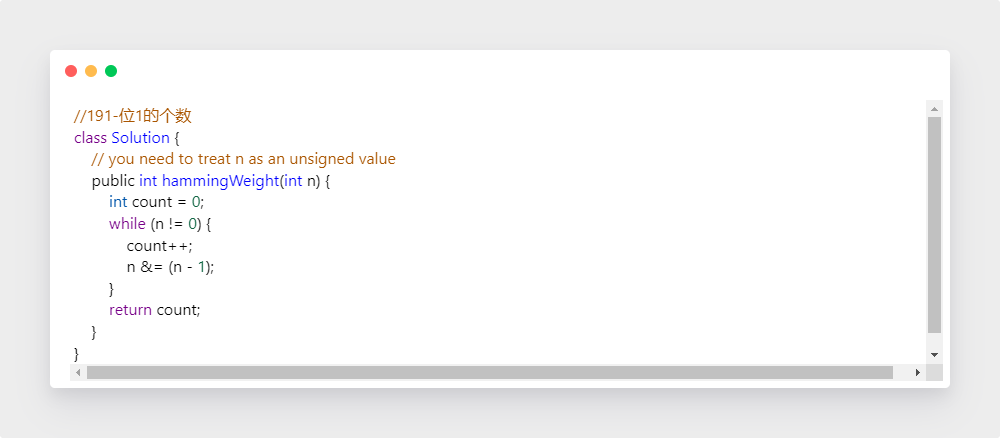 //191-位1的个数
class Solution {
    // you need to treat n as an unsigned value
    public int hammingWeight(int n) {
        int count = 0;
        while (n != 0) {
            count++;
            n &= (n - 1);
        }
        return count;
    }
}